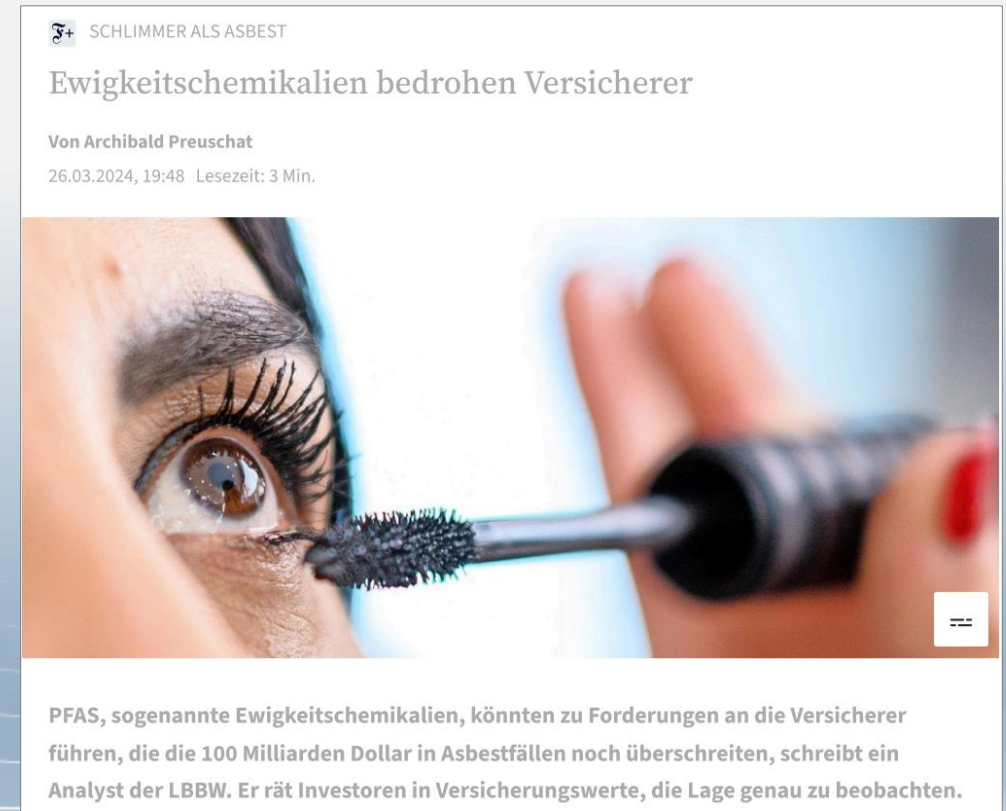 F+ SCHLIMMER ALS ASBEST
Ewigkeitschemikalien bedrohen Versicherer
Von Archibald Preuschat
26.03.2024, 19:48 Lesezeit: 3 Min.
PFAS, sogenannte Ewigkeitschemikalien, könnten zu Forderungen an die Versicherer
führen, die die 100 Milliarden Dollar in Asbestfällen noch überschreiten, schreibt ein
Analyst der LBBW. Er rät Investoren in Versicherungswerte, die Lage genau zu beobachten.